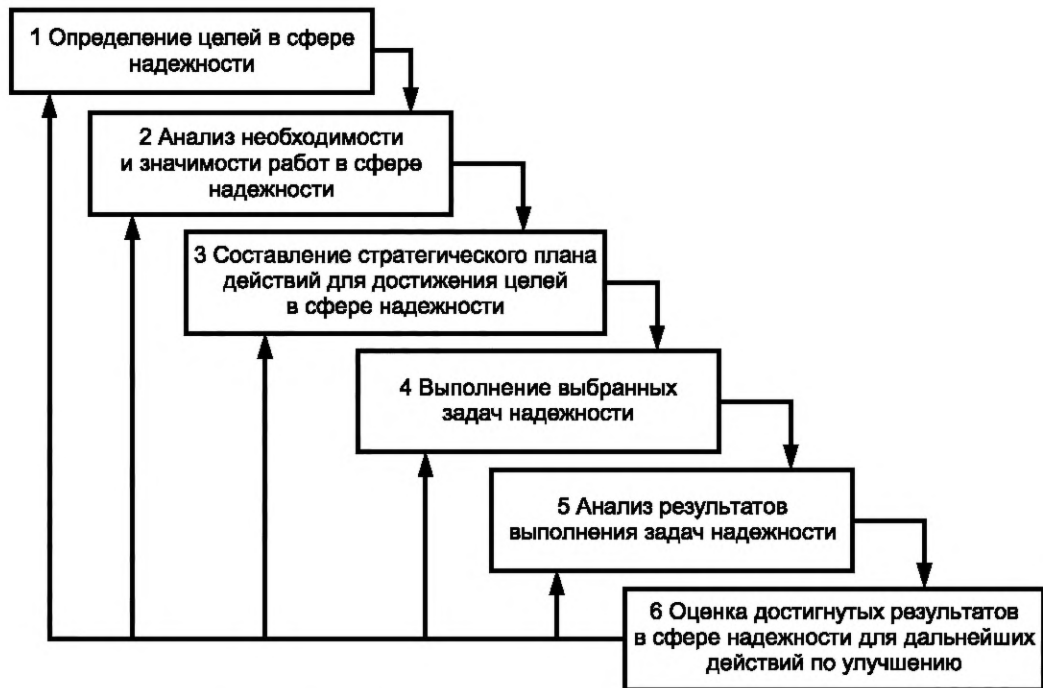 1 Определение целей в сфере
надежности
2 Анализ необходимости
и значимости работ в сфере
надежности
3 Составление стратегического плана
действий для достижения целей
в сфере надежности
4 Выполнение выбранных
задач надежности
5 Анализ результатов
выполнения задач надежности
6 Оценка достигнутых результатов
в сфере надежности для дальнейших
действий по улучшению